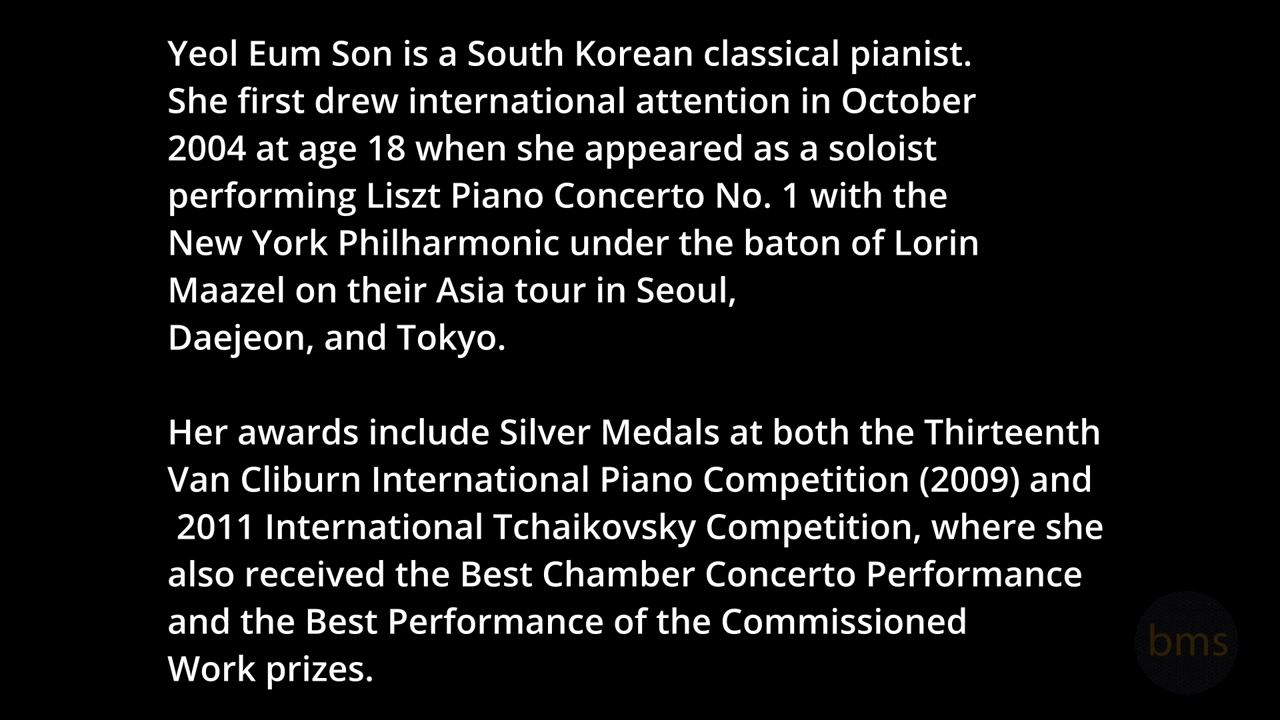 Yeol Eum Son is a South Korean classical pianist.
She first drew international attention in October
2004 at age 18 when she appeared as a soloist
performing Liszt Piano Concerto No. 1 with the
New York Philharmonic under the baton of Lorin
Maazel on their Asia tour in Seoul,
Daejeon, and Tokyo.
Her awards include Silver Medals at both the Thirteenth
Van Cliburn International Piano Competition (2009) and
2011 International Tchaikovsky Competition, where she
also received the Best Chamber Concerto Performance
and the Best Performance of the Commissioned
Work prizes.
bms